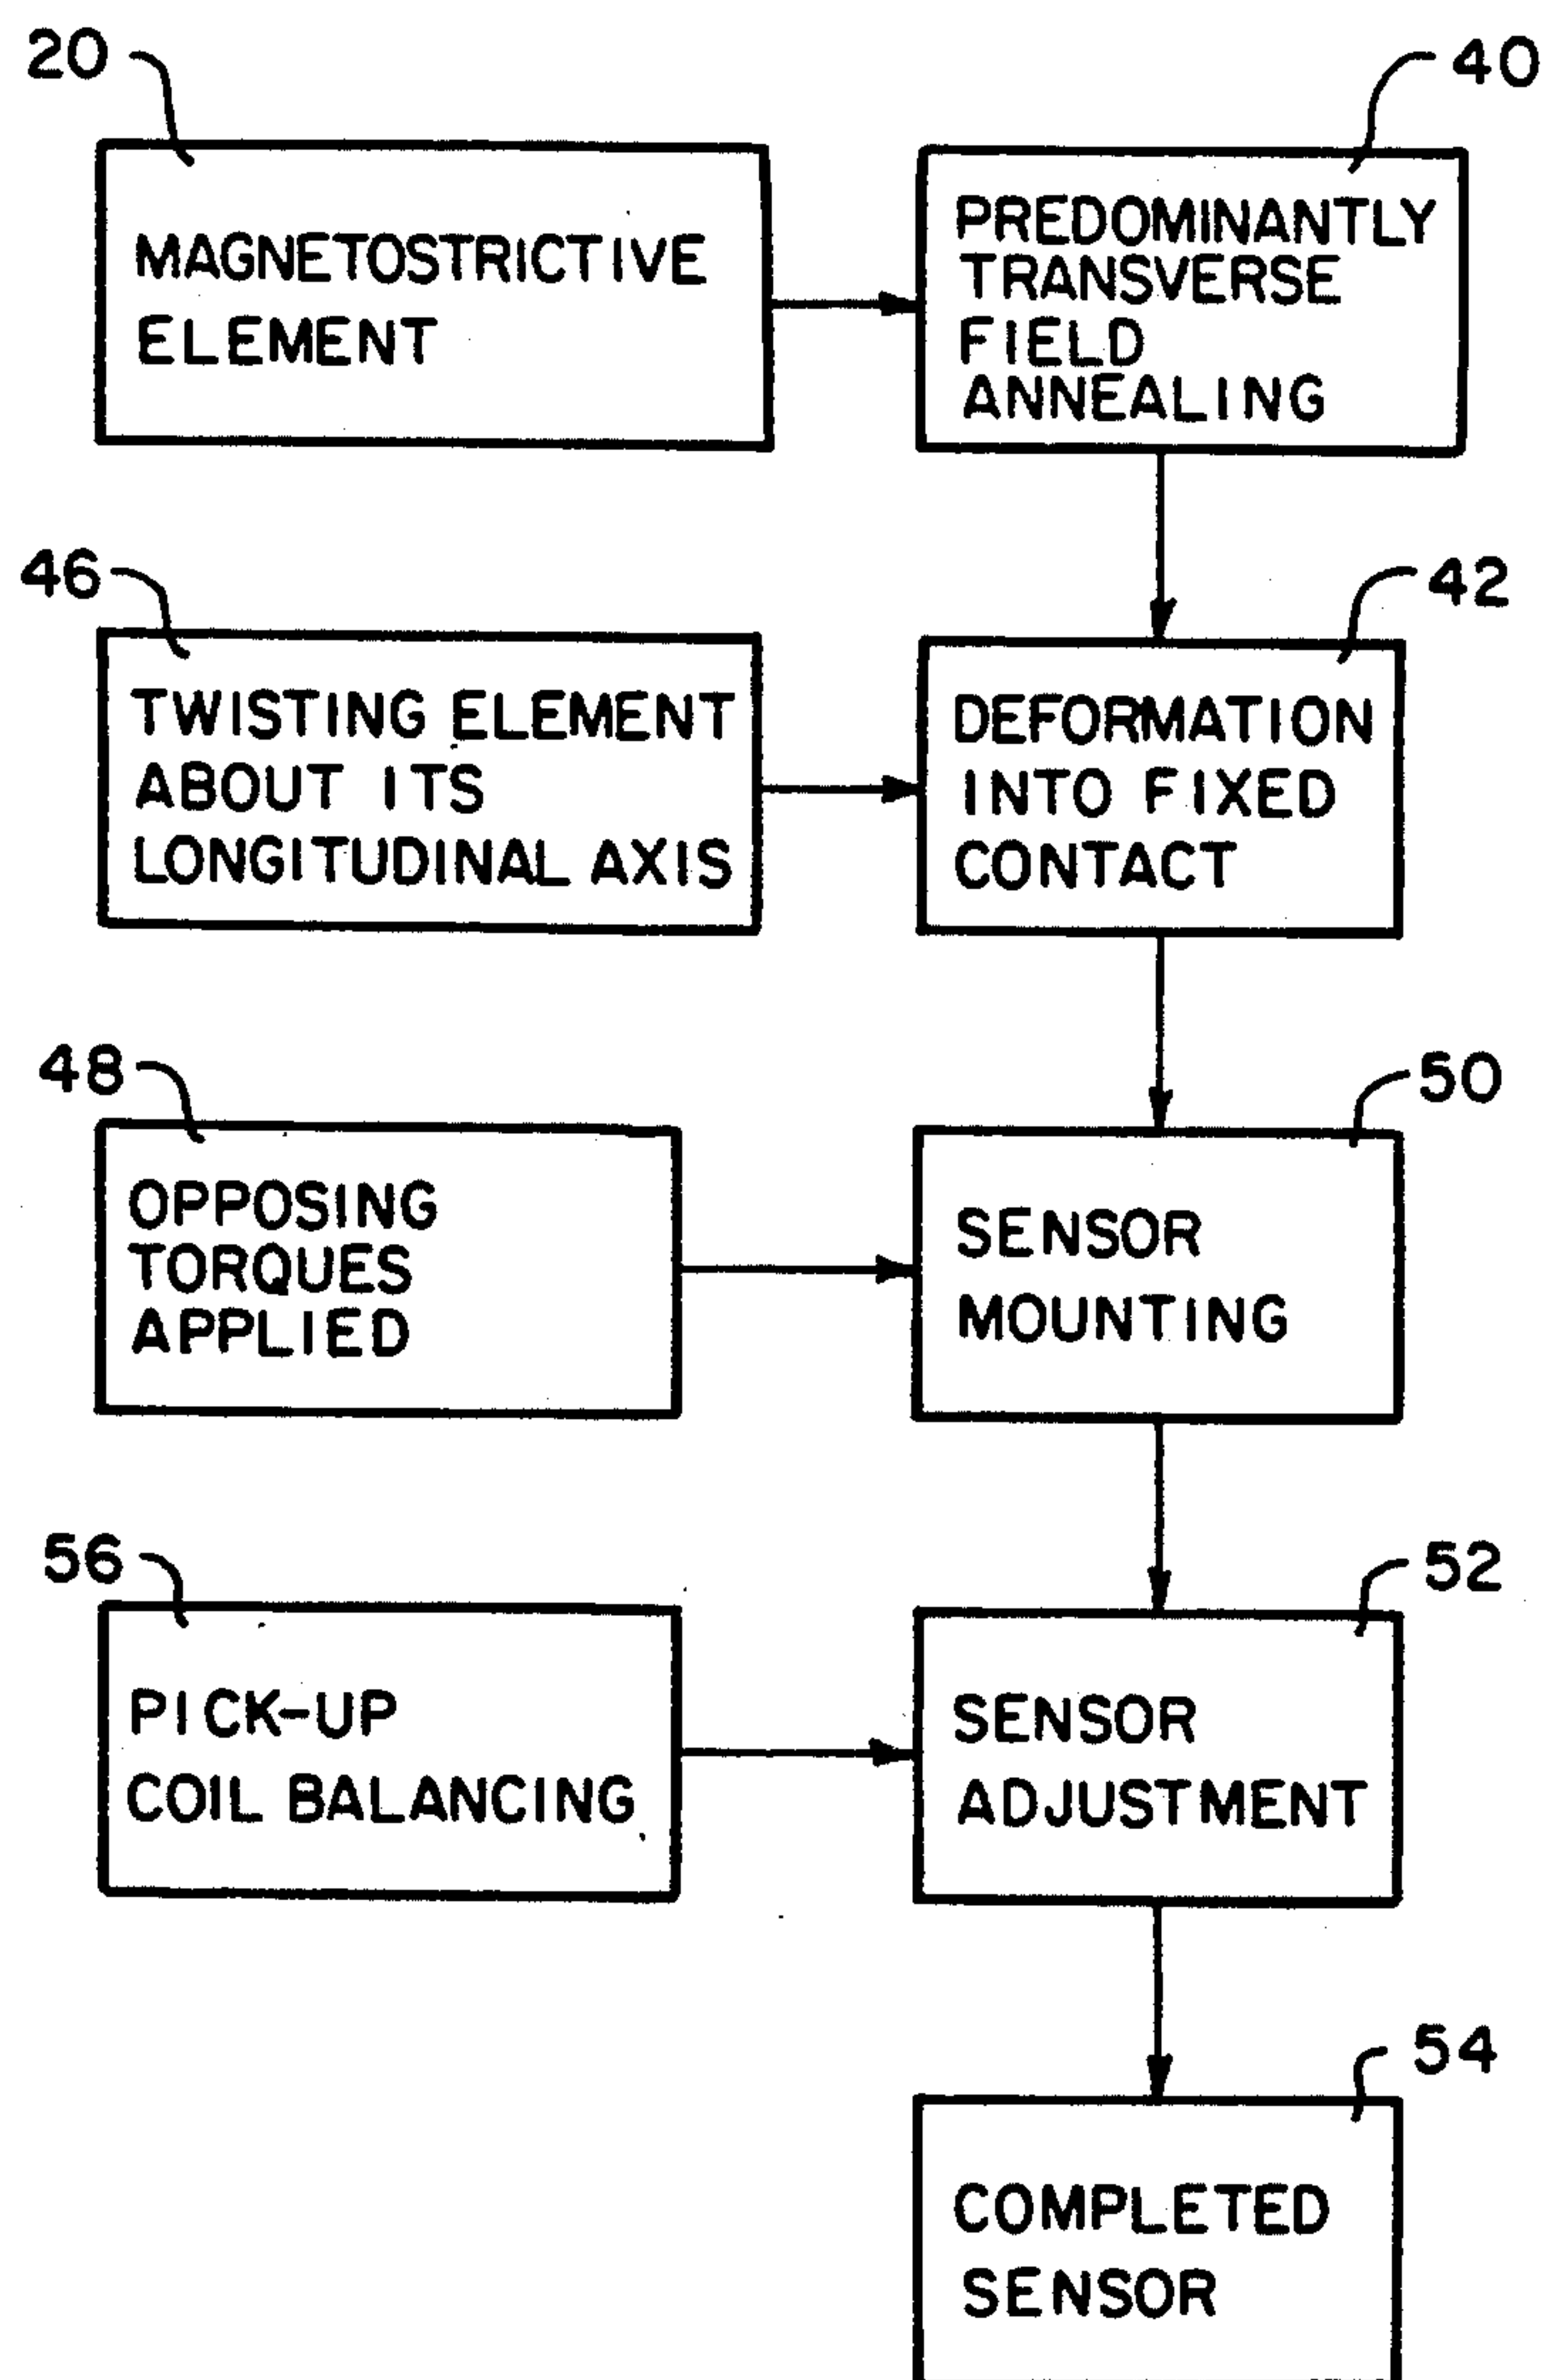 20
40
MAGNETOSTRICTIVE
ELEMENT
PREDOMINANTLY
TRANSVERSE
FIELD
ANNEALING
46
42
TWISTING ELEMENT
ABOUT ITS
LONGITUDINAL AXIS
DEFORMATION
INTO FIXED
CONTACT
48
50
OPPOSING
TORQUES
APPLIED
SENSOR
MOUNTING
56
52
PICK-UP
COIL BALANCING
SENSOR
ADJUSTMENT
54
COMPLETED
SENSOR